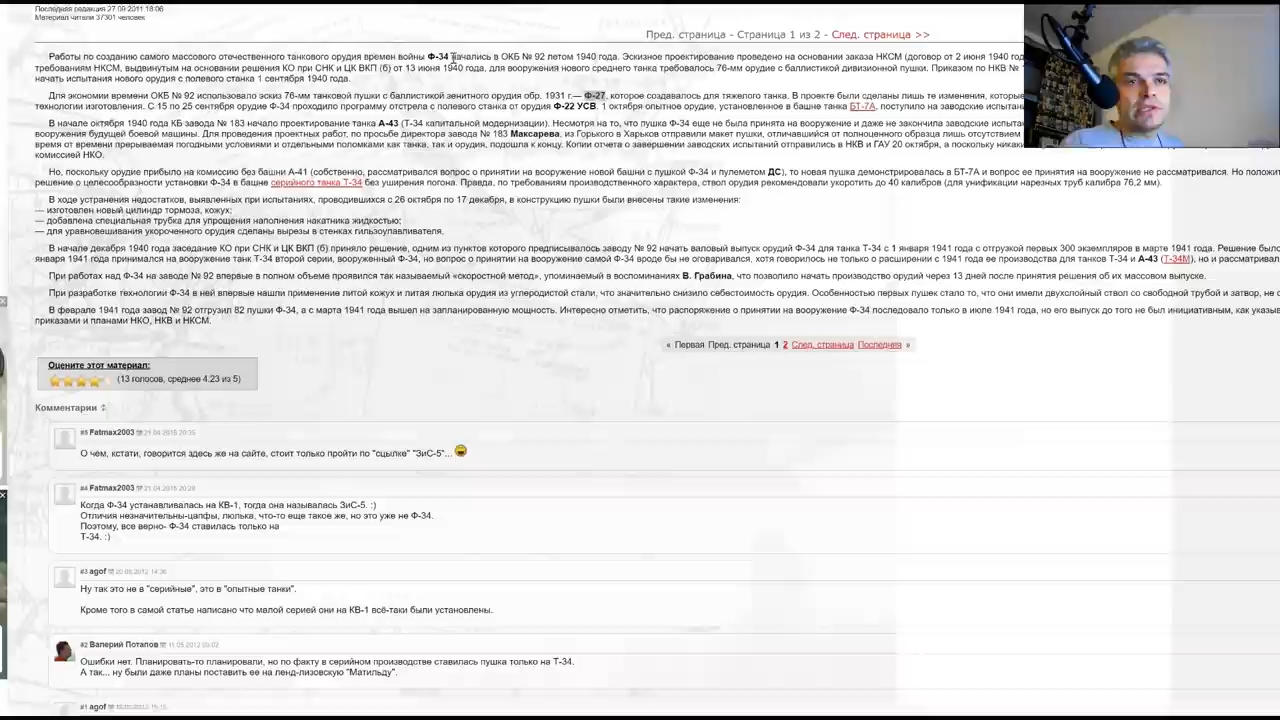 Последняя редакция 27.09.2011 18:06
Материал читали 37301 человек
Пред. страница - Страница 1 из 2 - След. страница >>
Работы по созданию самого массового отечественного танкового орудия времен войны Ф-34 начались в ОКБ № 92 летом 1940 года. Эскизное проектирование проведено на основании заказа НКСМ (договор от 2 июня 1940 год
требованиям НКСМ, выдвинутым на основании решения КО при СНК и ЦК ВКП (б) от 13 июня 1940 года, для вооружения нового среднего танка требовалось 76-мм орудие с баллистикой дивизионной пушки. Приказом по НКВ №
начать испытания нового орудия с полевого станка 1 сентября 1940 года.
Для экономии времени ОКБ № 92 использовало эскиз 76-мм танковой пушки с баллистикой зенитного орудия обр. 1931 г.— Ф-27, которое создавалось для тяжелого танка. В проекте были сделаны лишь те изменения, которые
технологии изготовления. С 15 по 25 сентября орудие Ф-34 проходило программу отстрела с полевого станка от орудия Ф-22 УСВ. 1 октября опытное орудие, установленное в башне танка БТ-7А, поступило на заводские испытан
В начале октября 1940 года КБ завода № 183 начало проектирование танка А-43 (Т-34 капитальной модернизации). Несмотря на то, что пушка Ф-34 еще не была принята на вооружение и даже не закончила заводские испытан
вооружения будущей боевой машины. Для проведения проектных работ, по просьбе директора завода № 183 Максарева, из Горького в Харьков отправили макет пушки, отличавшийся от полноценного образца лишь отсутствием
время от времени прерываемая погодными условиями и отдельными поломками как танка, так и орудия, подошла к концу. Копии отчета о завершении заводских испытаний отправились в НКВ и ГАУ 20 октября, а поскольку никаки
комиссией НКО.
Но, поскольку орудие прибыло на комиссию без башни А-41 (собственно, рассматривался вопрос о принятии на вооружение новой башни с пушкой Ф-34 и пулеметом ДС), то новая пушка демонстрировалась в БТ-7А и вопрос ее принятия на вооружение не рассматривался. Но положит
решение о целесообразности установки Ф-34 в башне серийного танка Т-34 без уширения погона. Правда, по требованиям производственного характера, ствол орудия рекомендовали укоротить до 40 калибров (для унификации нарезных труб калибра 76,2 мм).
В ходе устранения недостатков, выявленных при испытаниях, проводившихся с 26 октября по 17 декабря, в конструкцию пушки были внесены такие изменения:
— изготовлен новый цилиндр тормоза, кожух;
— добавлена специальная трубка для упрощения наполнения накатника жидкостью;
— для уравновешивания укороченного орудия сделаны вырезы в стенках гильзоулавливателя.
В начале декабря 1940 года заседание КО при СНК и ЦК ВКП (б) приняло решение, одним из пунктов которого предписывалось заводу № 92 начать валовый выпуск орудий Ф-34 для танка Т-34 с 1 января 1941 года с отгрузкой первых 300 экземпляров в марте 1941 года. Решение было
января 1941 года принимался на вооружение танк Т-34 второй серии, вооруженный Ф-34, но вопрос о принятии на вооружение самой Ф-34 вроде бы не оговаривался, хотя говорилось не только о расширении с 1941 года ее производства для танков Т-34 и А-43 (Т-34М), но и рассматривал
При работах над Ф-34 на заводе № 92 впервые в полном объеме проявился так называемый «скоростной метод», упоминаемый в воспоминаниях В. Грабина, что позволило начать производство орудий через 13 дней после принятия решения об их массовом выпуске.
При разработке технологии Ф-34 в ней впервые нашли применение литой кожух и литая люлька орудия из углеродистой стали, что значительно снизило себестоимость орудия. Особенностью первых пушек стало то, что они имели двухслойный ствол со свободной трубой и затвор, не
В феврале 1941 года завод № 92 отгрузил 82 пушки Ф-34, а с марта 1941 года вышел на запланированную мощность. Интересно отметить, что распоряжение о принятии на вооружение Ф-34 последовало только в июле 1941 года, но его выпуск до того не был инициативным, как указыв
приказами и планами НКО, НКВ и НКСМ.
« Первая Пред. страница 1 2 След. страница Последняя »
Оцените этот материал:
(13 голосов, среднее 4.23 из 5)
Комментарии
#5 Fatmax2003 21.04.2015 20:35
О чем, кстати, говорится здесь же на сайте, стоит только пройти по "сцылке" "ЗиС-5"...
#4 Fatmax2003 21.04.2015 20:28
Когда Ф-34 устанавливалась на КВ-1, тогда она называлась ЗиС-5. :)
Отличия незначительны-цапфы, люлька, что-то еще такое же, но это уже не Ф-34.
Поэтому, все верно- Ф-34 ставилась только на
Т-34. :)
#3 agof
Ну так это не в "серийные", это в "опытные танки".
Кроме того в самой статье написано что малой серией они на КВ-1 всё-таки были установлены.
#2 Валерий Потапов 11.05.2012 09:02
Ошибки нет. Планировать-то планировали, но по факту в серийном производстве ставилась пушка только на Т-34.
А так... ну были даже планы поставить ее на ленд-лизовскую "Матильду".
#1 agof